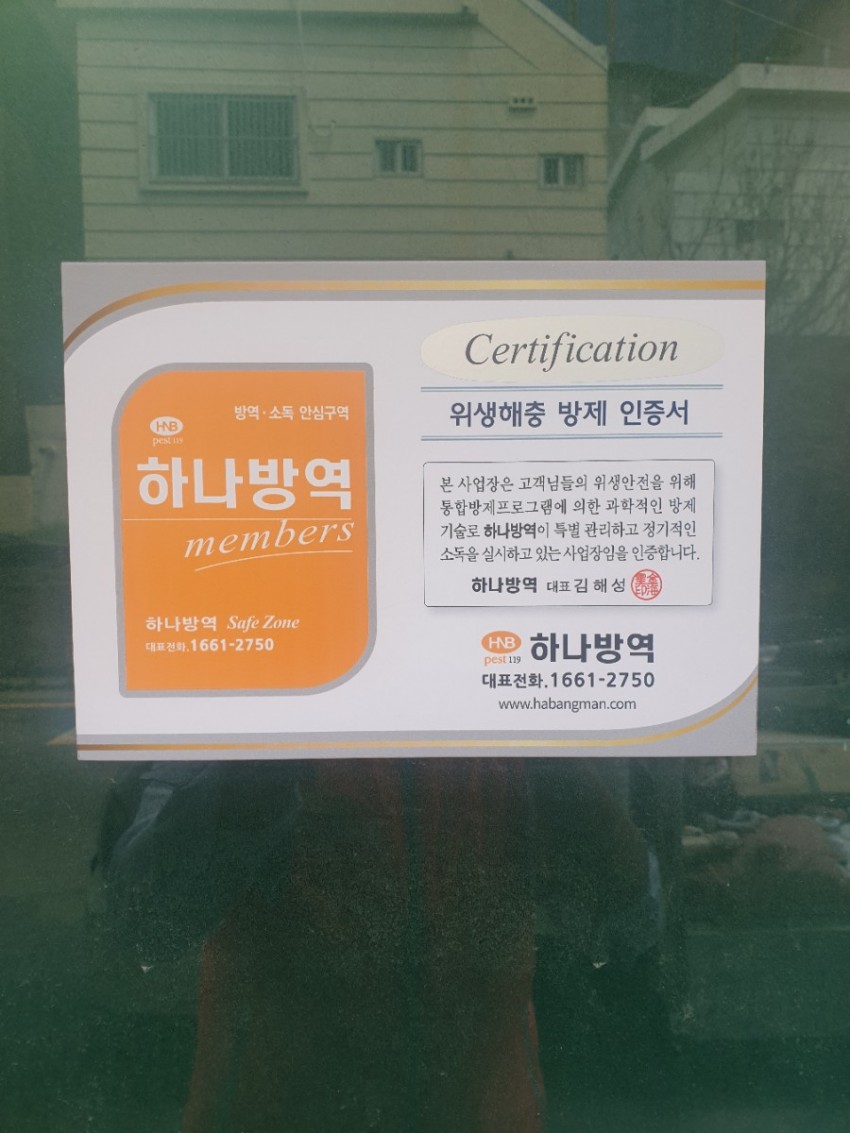 방역·소독 안심구역
HNB
pest 119
하나방역
members
하나방역 Safe Zone
대표전화.1661-2750
Certification
위생해충 방제 인증서
본 사업장은 고객님들의 위생안전을 위해
통합방제프로그램에 의한 과학적인 방제
기술로 하나방역이 특별 관리하고 정기적인
소독을 실시하고 있는 사업장임을 인증합니다.
하나방역 대표 김해성
HNB
pest 119
하나방역
대표전화.1661-2750
www.habangman.com